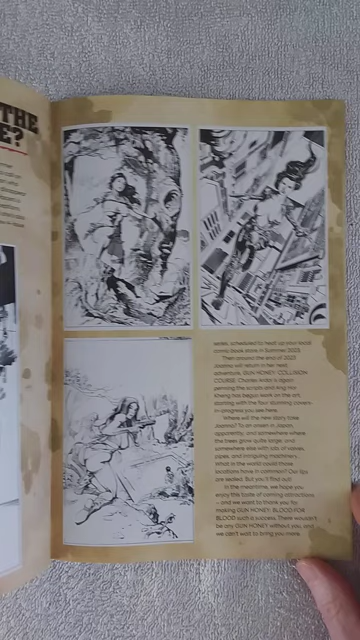 THE
E?
series, scheduled to heat up your local
comic book store in Summer 2023.
Then around the end of 2023
Joanna will return in her next
adventure, GUN HONEY: COLLISION
COURSE. Charles Ardai is again
penning the scripts and Ang Hor
Kheng has begun work on the art,
starting with the four stunning covers-
in-progress you see here.
Where will the new story take
Joanna? To an onsen in Japan,
apparently, and somewhere where
the trees grow quite large, and
somewhere else with lots of valves,
pipes, and intriguing machinery.
What in the world could those
locations have in common? Our lips
are sealed. But you'll find out!
In the meantime, we hope you
enjoy this taste of coming attractions
– and we want to thank you for
making GUN HONEY: BLOOD FOR
BLOOD such a success. There wouldn't
be any GUN HONEY without you, and
we can't wait to bring you more.